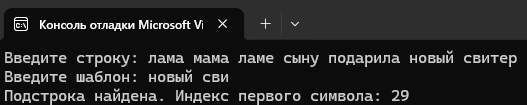 Консоль отладки Microsoft Vi
Введите строку: лама мама ламе сыну подарила новый свитер
Введите шаблон: новый сви
Подстрока найдена. Индекс первого символа: 29